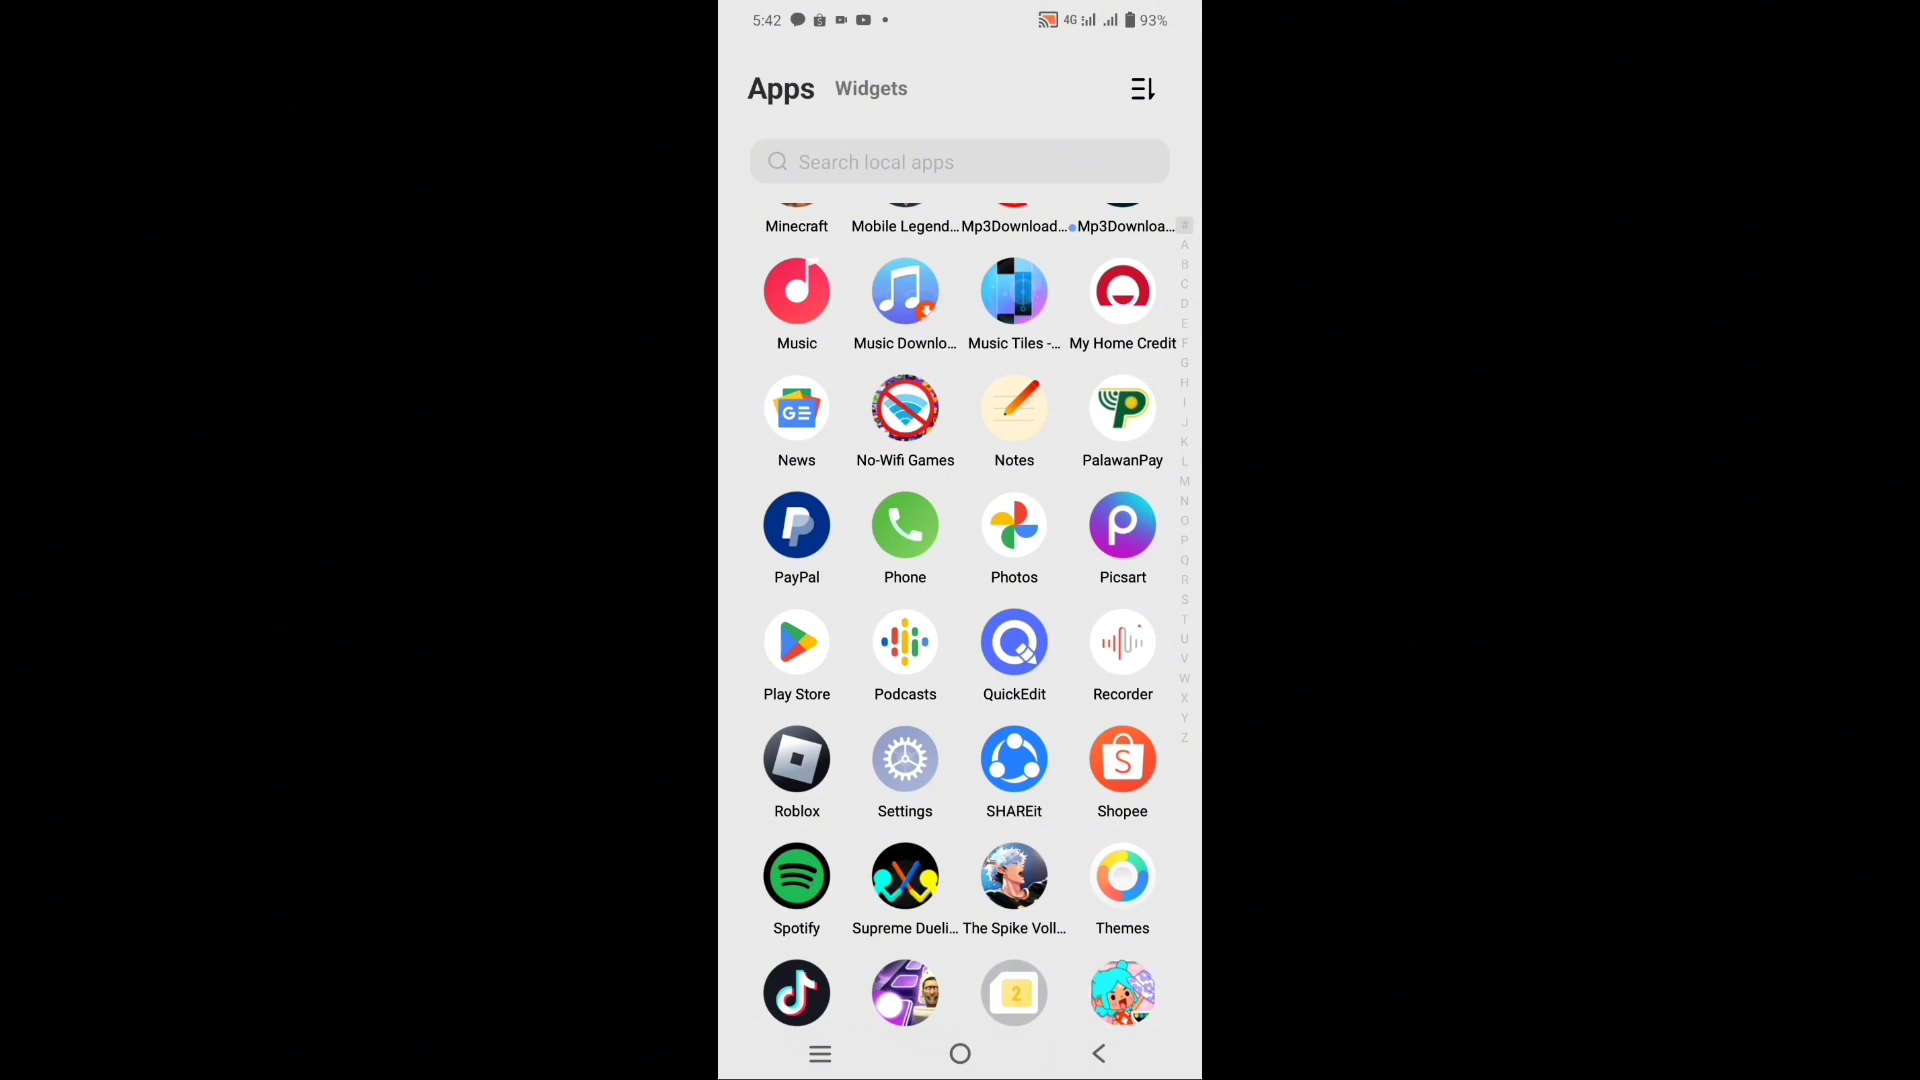 5:42 4G 93%
Apps Widgets
Search local apps
Minecraft Mobile Legend... Mp3Download... Mp3Downloa...
Music Downlo... Music Tiles -... My Home Credit
Music
GE
News No-Wifi Games Notes PalawanPay
PayPal Phone Photos Picsart
Play Store Podcasts QuickEdit Recorder
S
Roblox Settings SHAREit Shopee
Spotify Supreme Dueli... The Spike Voll... Themes
2
#
A
B
C
D
E
F
G
H
I
J
K
L
M
N
O
P
Q
R
S
T
U
V
W
X
Y
Z